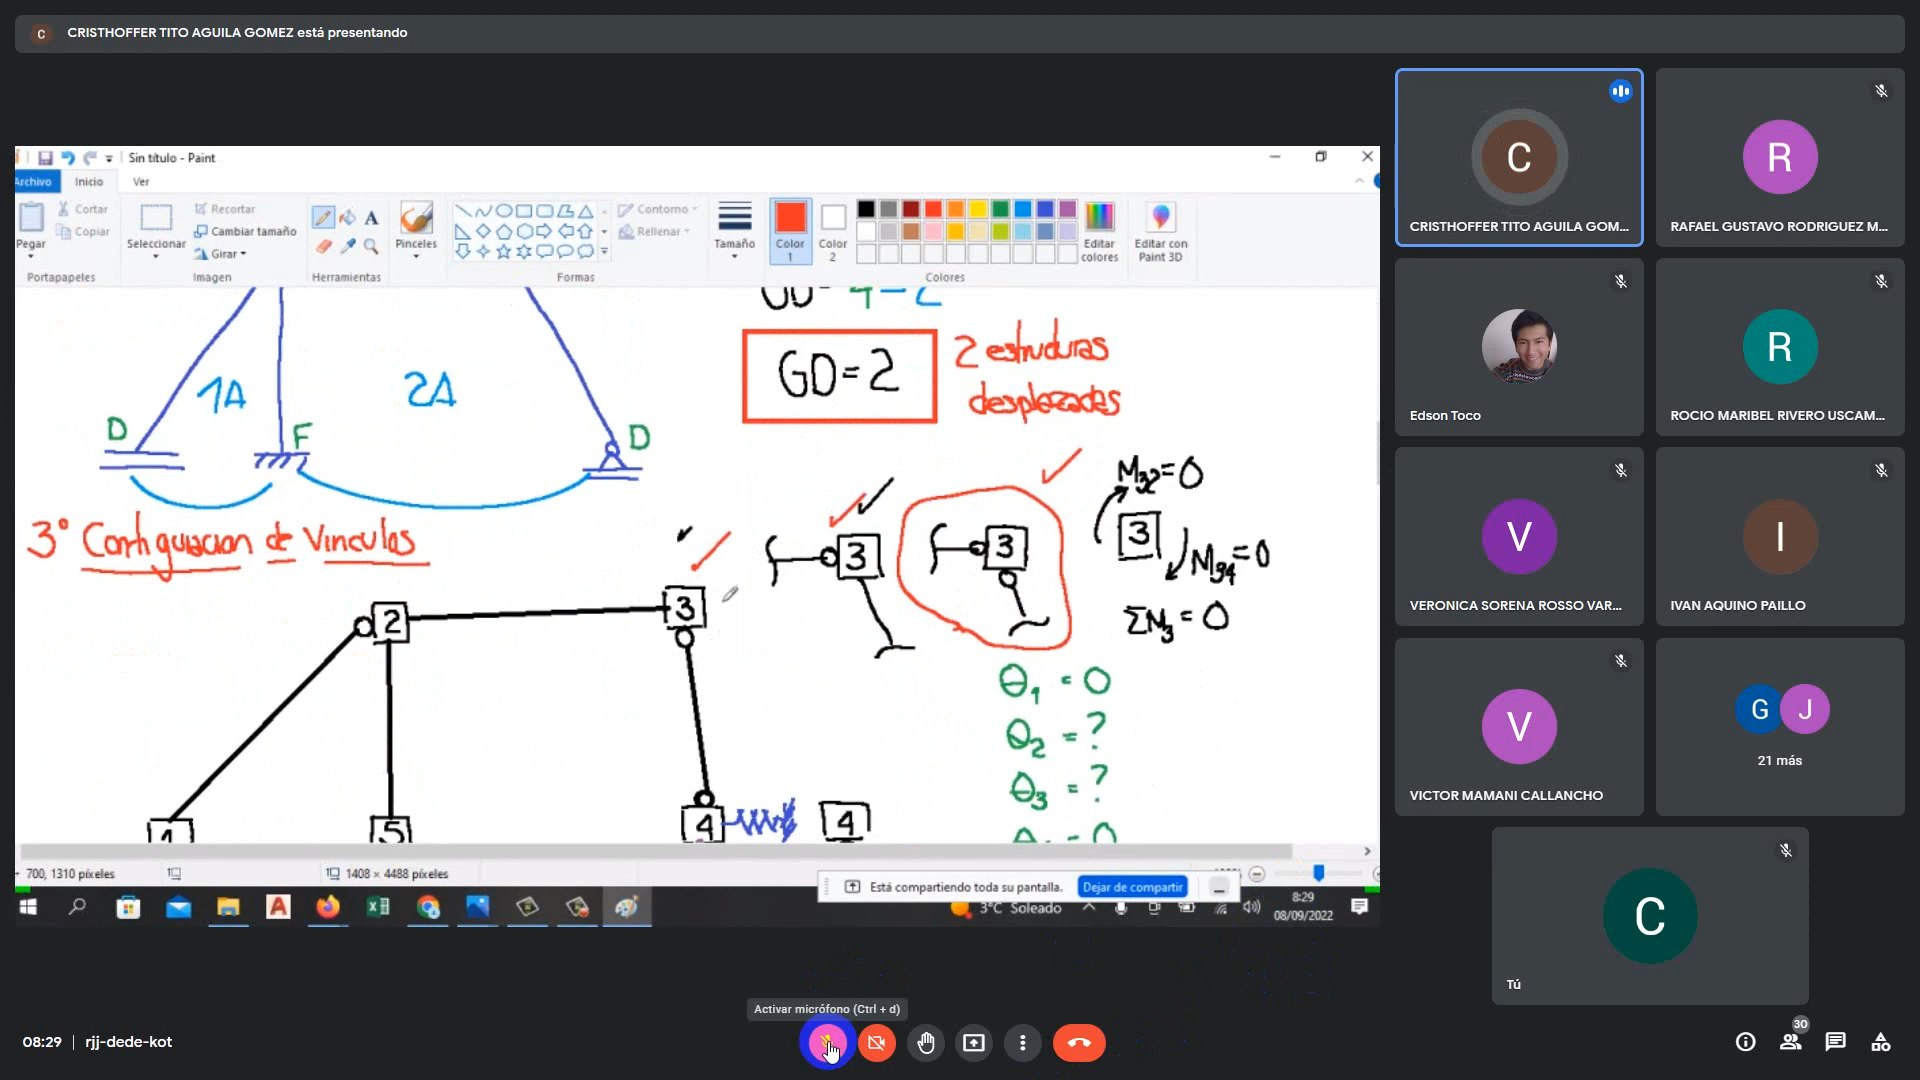 C CRISTHOFFER TITO AGUILA GOMEZ está presentando
Sin título - Paint
Archivo Inicio Ver
Pegar
Cortar
Copiar
Portapapeles
Seleccionar
Recortar
Cambiar tamaño
Girar
Imagen
A
Herramientas
Pinceles
Contorno
Rellenar
Formas
Tamaño
Color 1
Color 2
Editar colores
Editar con Paint 3D
Colores
GD= 4-2
GD=2
2 estructuras
desplazadas
1A
2A
D
F
D
3° Configuracion de Vinculos
2
3
3
3
M32=0
3
M34=0
ΣM3=0
θ1 = 0
θ2 = ?
θ3 = ?
1
5
4
4
700, 1310 píxeles
1408 × 4488 píxeles
Está compartiendo toda su pantalla.
Dejar de compartir
3°C Soleado
8:29
08/09/2022
C
CRISTHOFFER TITO AGUILA GOM...
R
RAFAEL GUSTAVO RODRIGUEZ M...
Edson Toco
R
ROCIO MARIBEL RIVERO USCAM...
V
VERONICA SORENA ROSSO VAR...
I
IVAN AQUINO PAILLO
V
VICTOR MAMANI CALLANCHO
G J
21 más
C
Tú
Activar micrófono (Ctrl + d)
08:29 | rjj-dede-kot
30